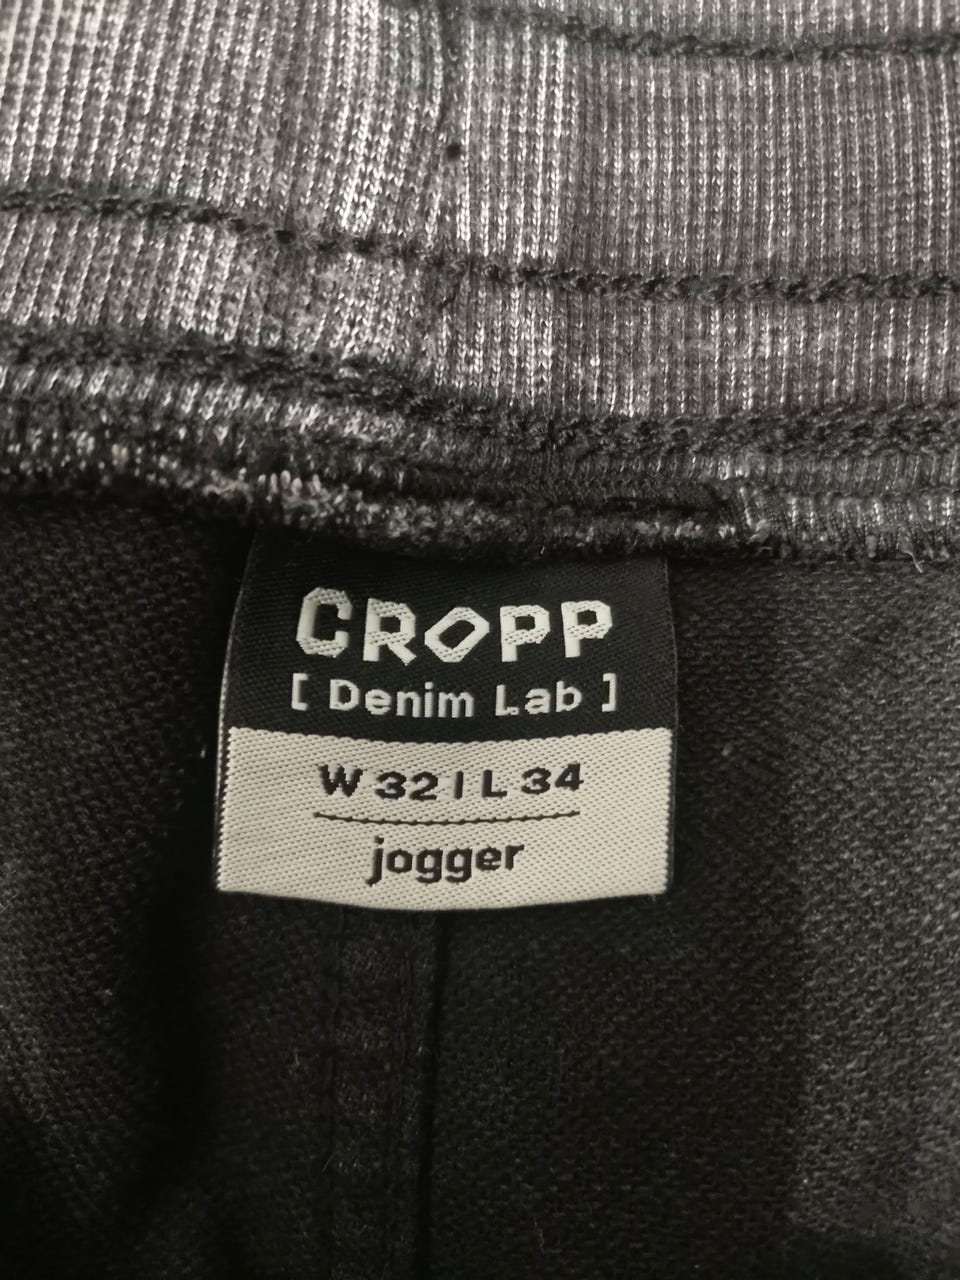 CROPP
[ Denim Lab ]
W 32 | L 34
jogger